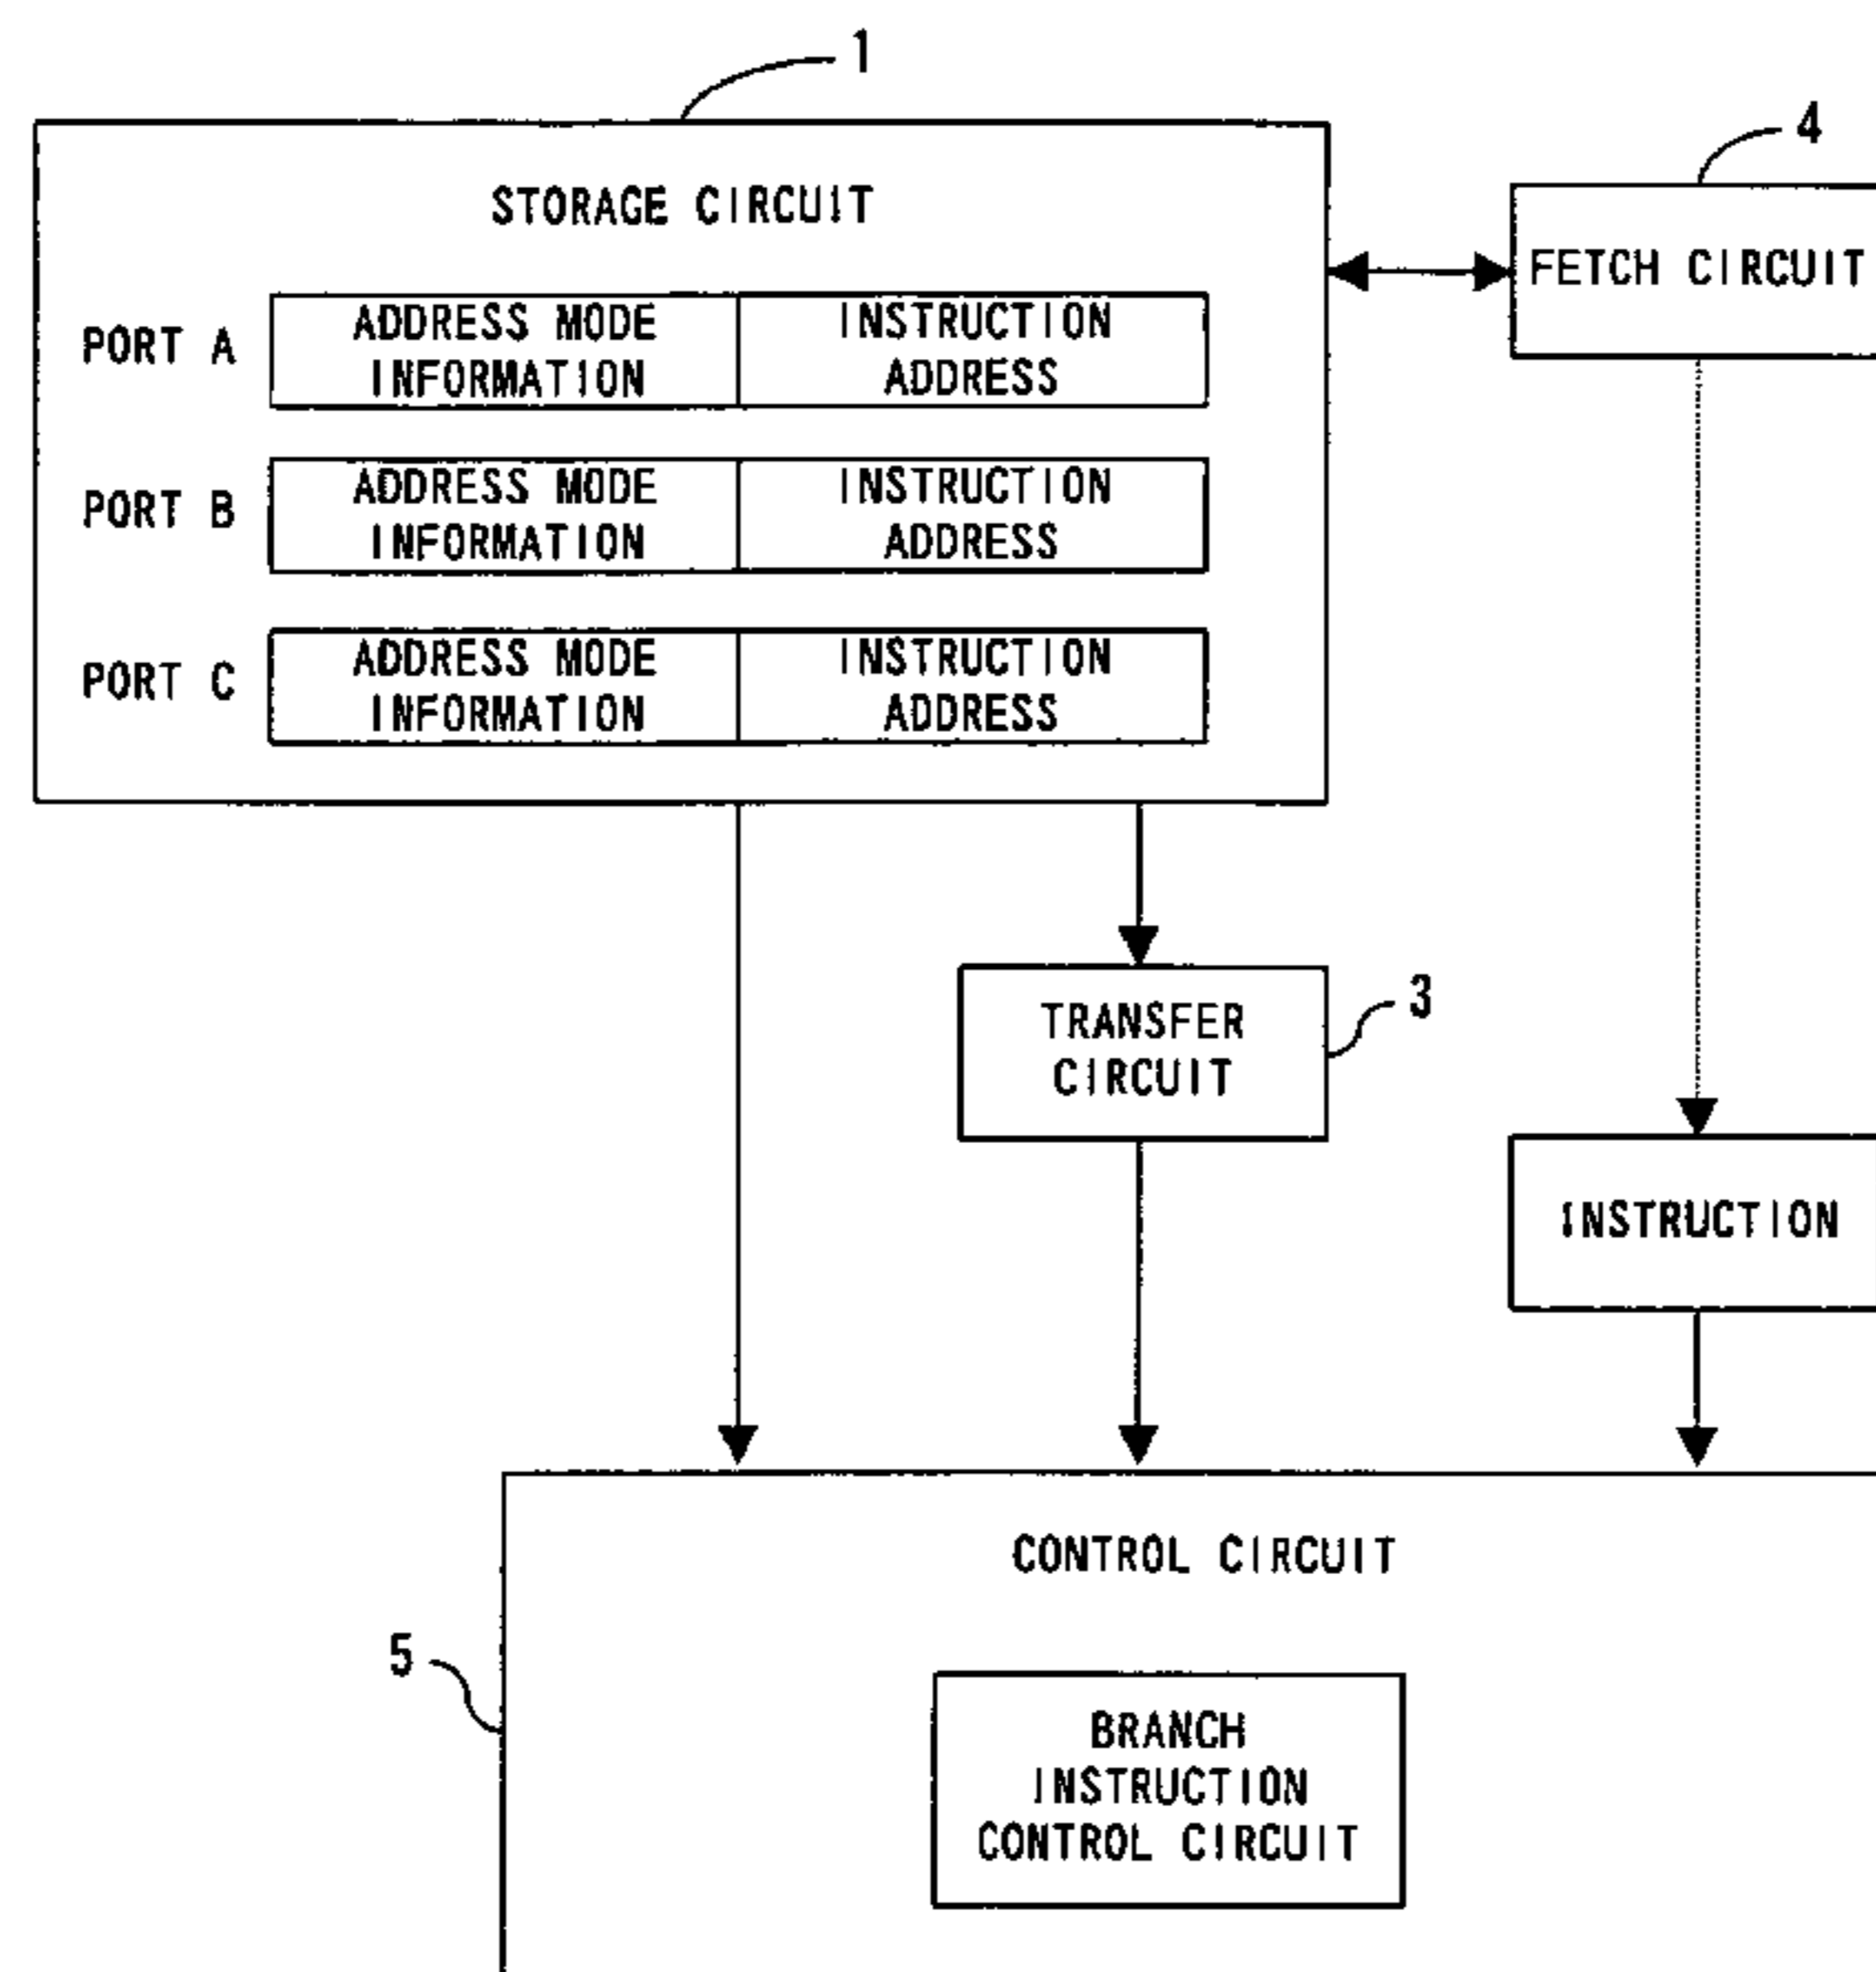 1
4
STORAGE CIRCUIT
FETCH CIRCUIT
PORT A
ADDRESS MODE
INFORMATION
INSTRUCTION
ADDRESS
PORT B
ADDRESS MODE
INFORMATION
INSTRUCTION
ADDRESS
PORT C
ADDRESS MODE
INFORMATION
INSTRUCTION
ADDRESS
TRANSFER
CIRCUIT
3
INSTRUCTION
CONTROL CIRCUIT
5
BRANCH
INSTRUCTION
CONTROL CIRCUIT